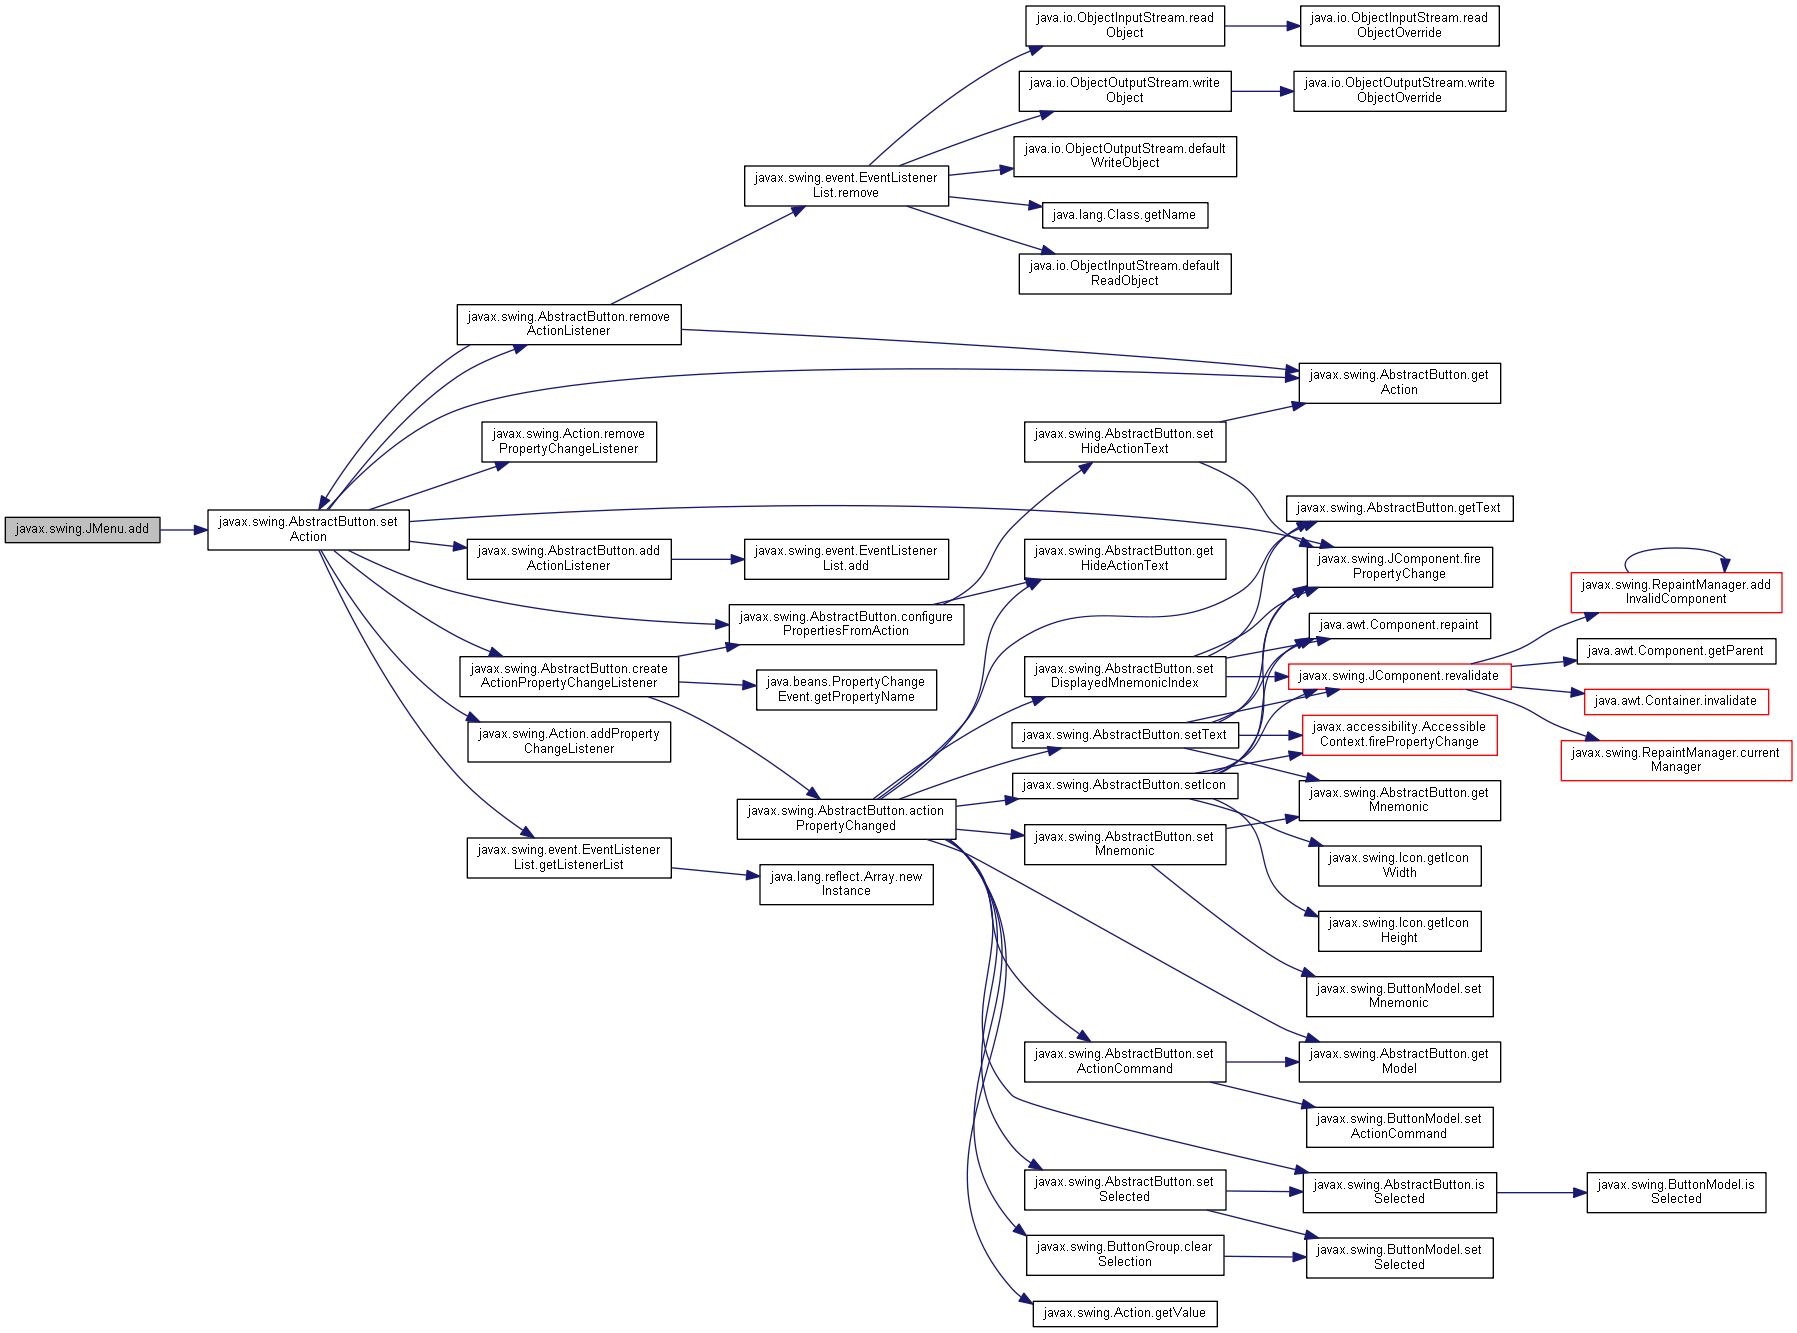 java.io.ObjectInputStream.read
Object
java.io.ObjectInputStream.read
ObjectOverride
java.io.ObjectOutputStream.write
Object
java.io.ObjectOutputStream.write
ObjectOverride
java.io.ObjectOutputStream.default
WriteObject
javax.swing.event.EventListener
List.remove
java.lang.Class.getName
java.io.ObjectInputStream.default
ReadObject
javax.swing.AbstractButton.remove
ActionListener
javax.swing.AbstractButton.get
Action
javax.swing.Action.remove
PropertyChangeListener
javax.swing.AbstractButton.set
HideActionText
javax.swing.AbstractButton.getText
javax.swing.JMenu.add
javax.swing.AbstractButton.set
Action
javax.swing.AbstractButton.add
ActionListener
javax.swing.event.EventListener
List.add
javax.swing.AbstractButton.get
HideActionText
javax.swing.JComponent.fire
PropertyChange
javax.swing.RepaintManager.add
InvalidComponent
javax.swing.AbstractButton.configure
PropertiesFromAction
java.awt.Component.repaint
java.awt.Component.getParent
javax.swing.AbstractButton.create
ActionPropertyChangeListener
java.beans.PropertyChange
Event.getPropertyName
javax.swing.AbstractButton.set
DisplayedMnemonicIndex
javax.swing.JComponent.revalidate
java.awt.Container.invalidate
javax.swing.Action.addProperty
ChangeListener
javax.swing.AbstractButton.setText
javax.accessibility.Accessible
Context.firePropertyChange
javax.swing.RepaintManager.current
Manager
javax.swing.AbstractButton.setIcon
javax.swing.AbstractButton.get
Mnemonic
javax.swing.AbstractButton.action
PropertyChanged
javax.swing.AbstractButton.set
Mnemonic
javax.swing.event.EventListener
List.getListenerList
java.lang.reflect.Array.new
Instance
javax.swing.Icon.getIcon
Width
javax.swing.Icon.getIcon
Height
javax.swing.ButtonModel.set
Mnemonic
javax.swing.AbstractButton.set
ActionCommand
javax.swing.AbstractButton.get
Model
javax.swing.ButtonModel.set
ActionCommand
javax.swing.AbstractButton.set
Selected
javax.swing.AbstractButton.is
Selected
javax.swing.ButtonModel.is
Selected
javax.swing.ButtonGroup.clear
Selection
javax.swing.ButtonModel.set
Selected
javax.swing.Action.getValue